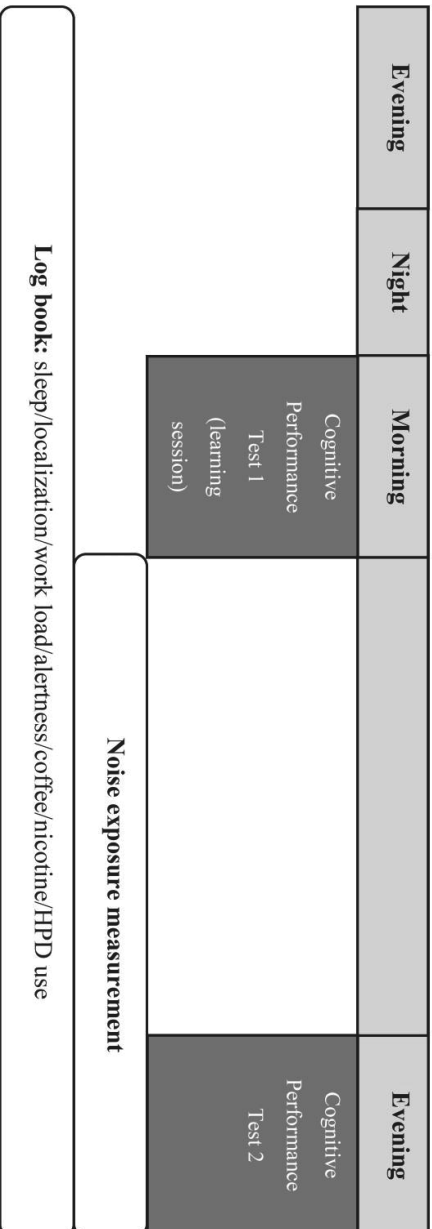 Evening
Night
Morning
Evening
Cognitive
Performance
Test 1
(learning
session)
Cognitive
Performance
Test 2
Noise exposure measurement
Log book: sleep/localization/work load/alertness/coffee/nicotine/HPD use